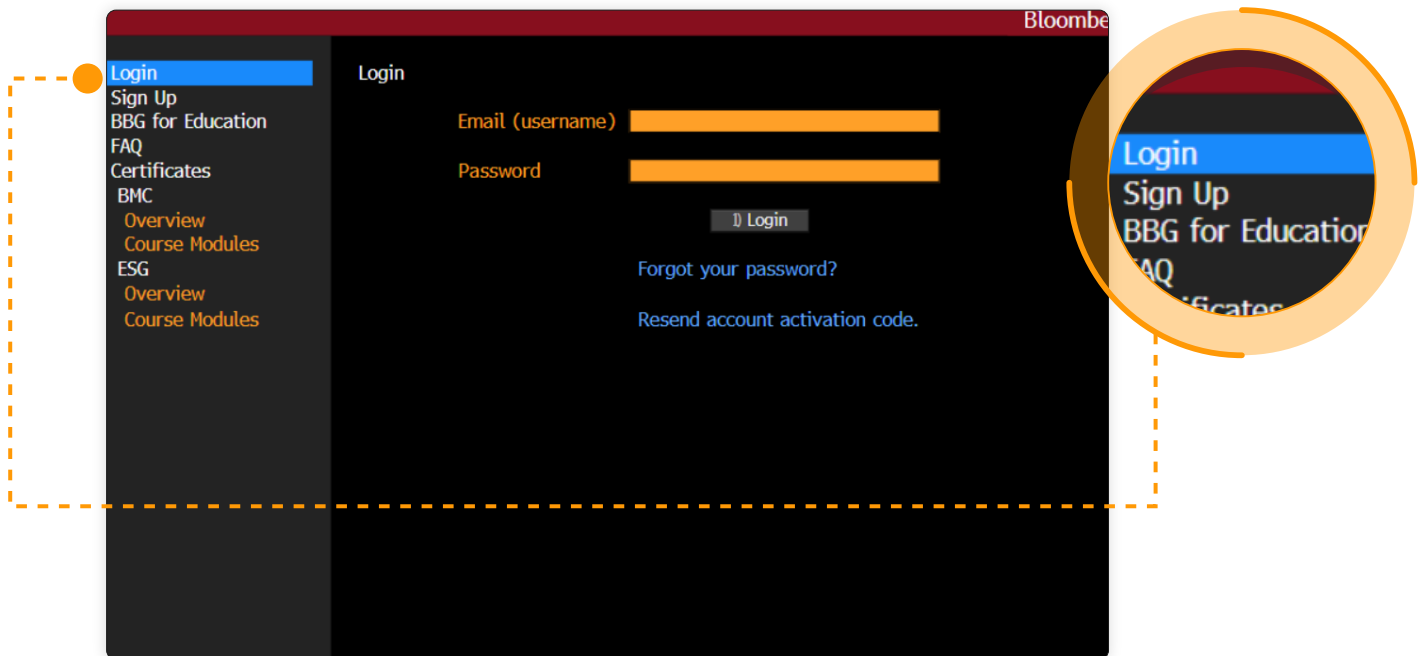 Bloombe
Login
Sign Up
BBG for Education
FAQ
Certificates
BMC
Overview
Course Modules
ESG
Overview
Course Modules
Login
Email (username)
Password
1) Login
Forgot your password?
Resend account activation code.
Login
Sign Up
BBG for Education
AQ
ificates